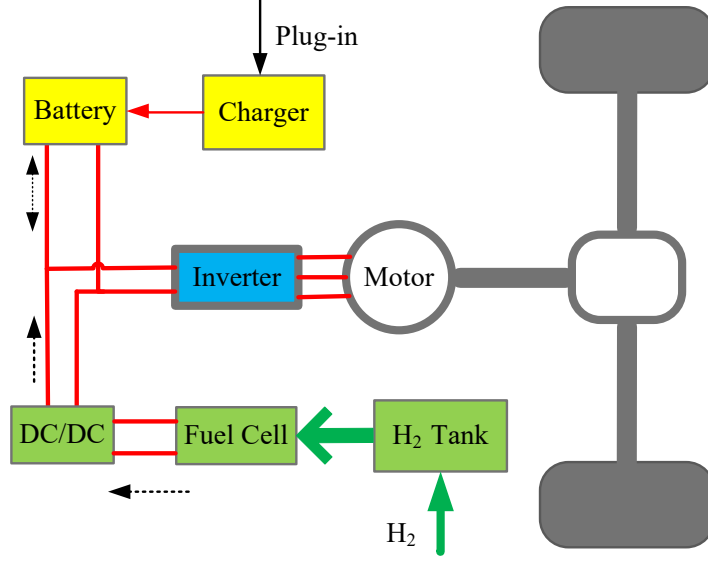 Plug-in
Battery
Charger
Inverter
Motor
DC/DC
Fuel Cell
H₂ Tank
H₂